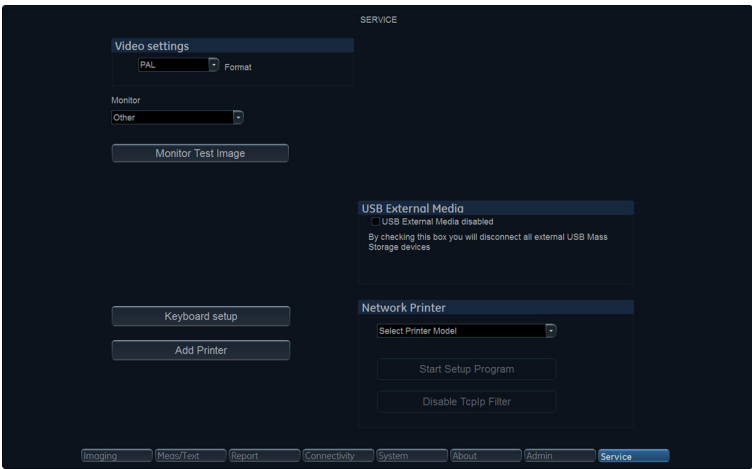 SERVICE
Video settings
PAL Format
Monitor
Other
Monitor Test Image
USB External Media
USB External Media disabled
By checking this box you will disconnect all external USB Mass
Storage devices
Keyboard setup
Add Printer
Network Printer
Select Printer Model
Start Setup Program
Disable TcpIp Filter
Imaging Meas/Text Report Connectivity System About Admin Service